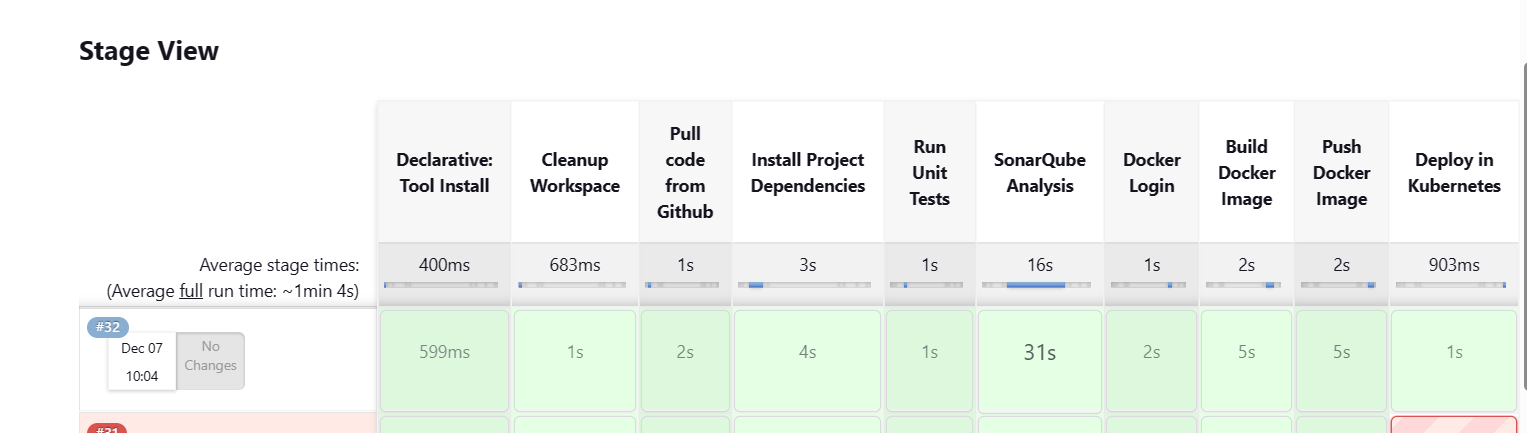 Stage View
Declarative:
Tool Install
Cleanup
Workspace
Pull
code
from
Github
Install Project
Dependencies
Run
Unit
Tests
SonarQube
Analysis
Docker
Login
Build
Docker
Image
Push
Docker
Image
Deploy in
Kubernetes
Average stage times:
(Average full run time: ~1min 4s)
400ms
683ms
1s
3s
1s
16s
1s
2s
2s
903ms
#32
Dec 07
10:04
No
Changes
599ms
1s
2s
4s
1s
31s
2s
5s
5s
1s
#31